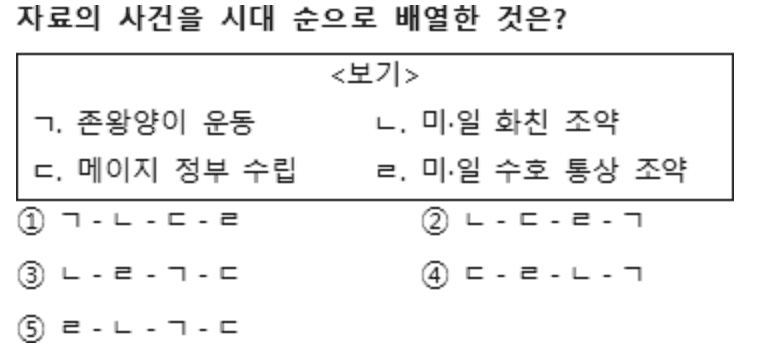 자료의 사건을 시대 순으로 배열한 것은?
<보기>
ㄱ. 존왕양이 운동 ㄴ. 미·일 화친 조약
ㄷ. 메이지 정부 수립 ㄹ. 미·일 수호 통상 조약
① ㄱ - ㄴ - ㄷ - ㄹ ② ㄴ - ㄷ - ㄹ - ㄱ
③ ㄴ - ㄹ - ㄱ - ㄷ ④ ㄷ - ㄹ - ㄴ - ㄱ
⑤ ㄹ - ㄴ - ㄱ - ㄷ